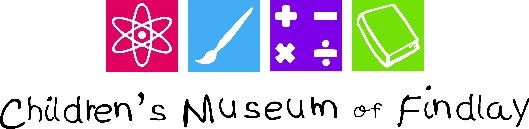 + −
× ÷
Children's Museum of Findlay